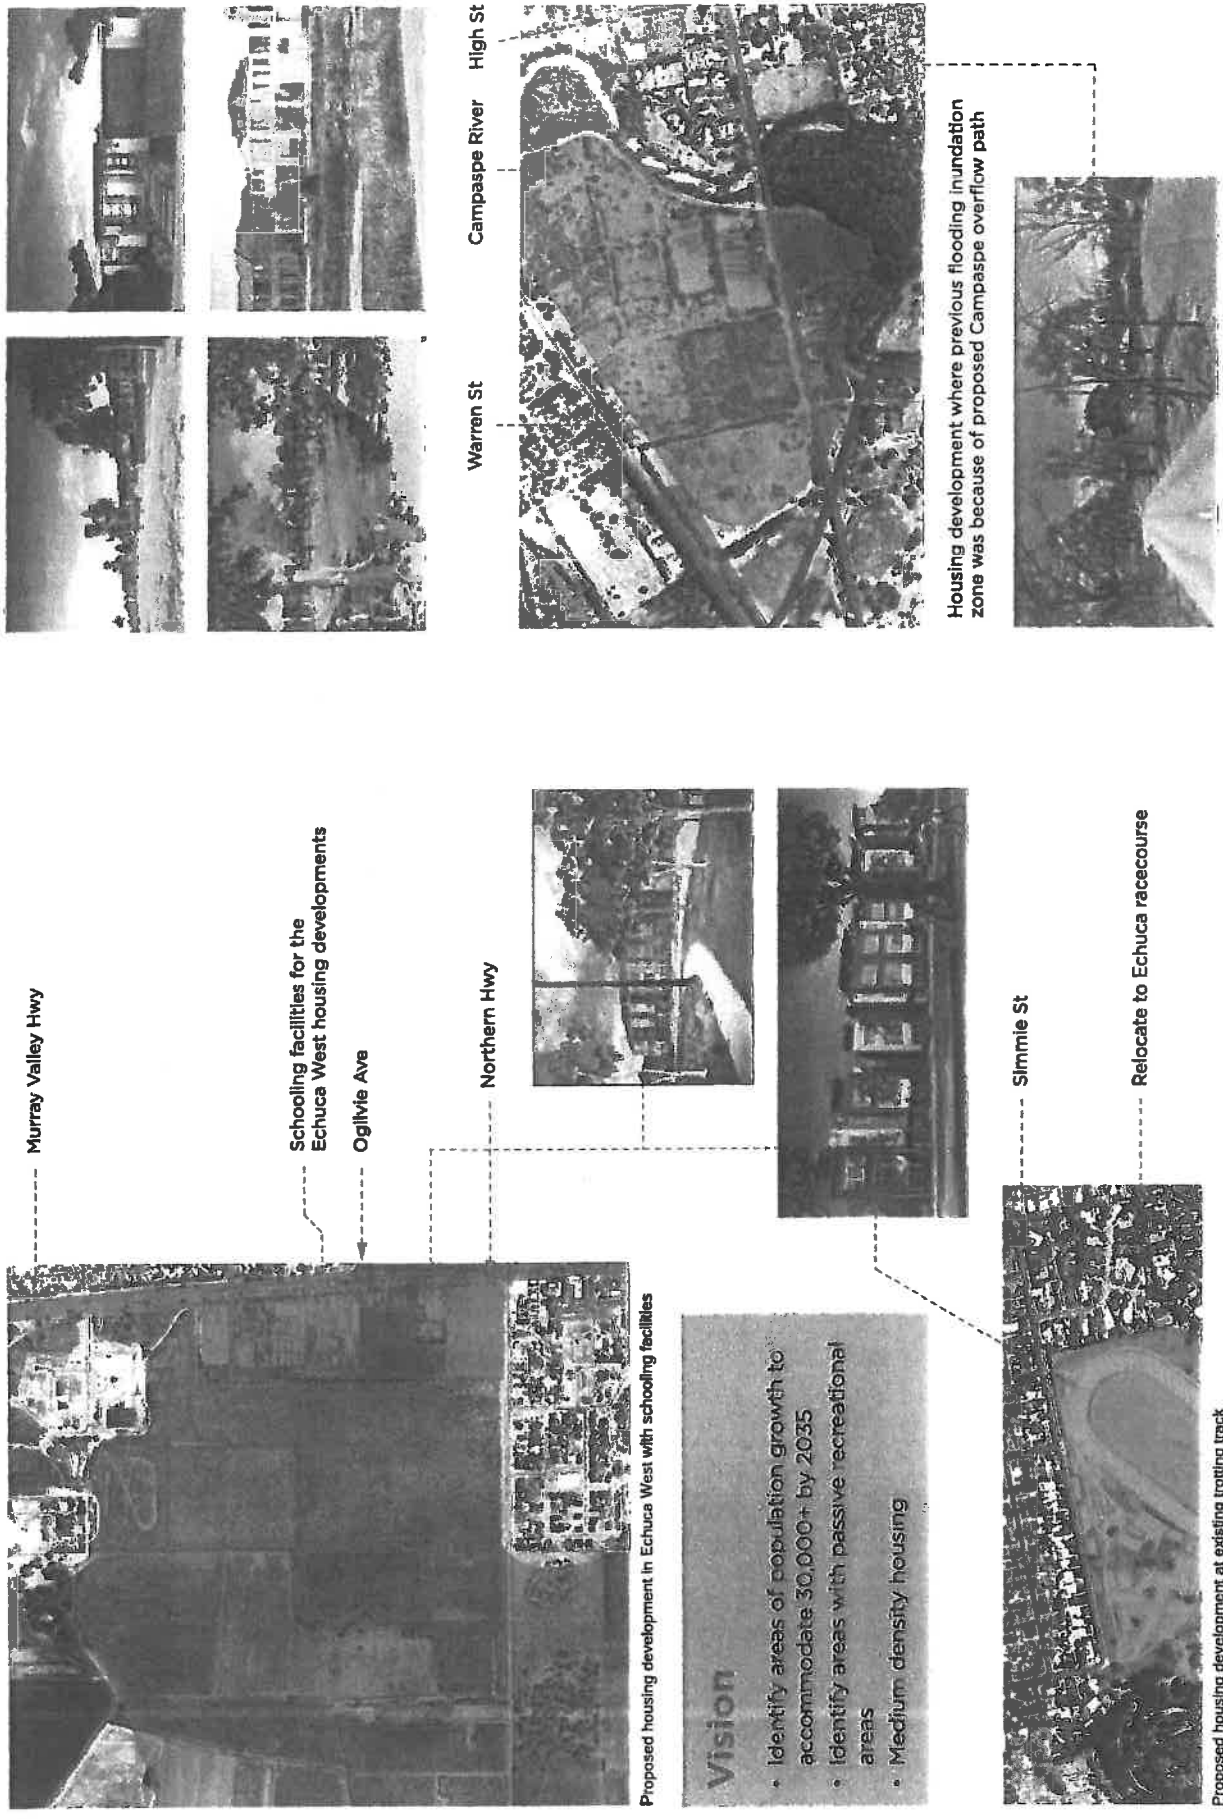 Murray Valley Hwy
Schooling facilities for the
Echuca West housing developments
Ogilvie Ave
Northern Hwy
Proposed housing development in Echuca West with schooling facilities
Vision
• Identify areas of population growth to
accommodate 30,000+ by 2035
• Identify areas with passive recreational
areas
• Medium density housing
Simmie St
Relocate to Echuca racecourse
Proposed housing development at existing trotting track
Warren St
Campaspe River
High St
Housing development where previous flooding inundation
zone was because of proposed Campaspe overflow path